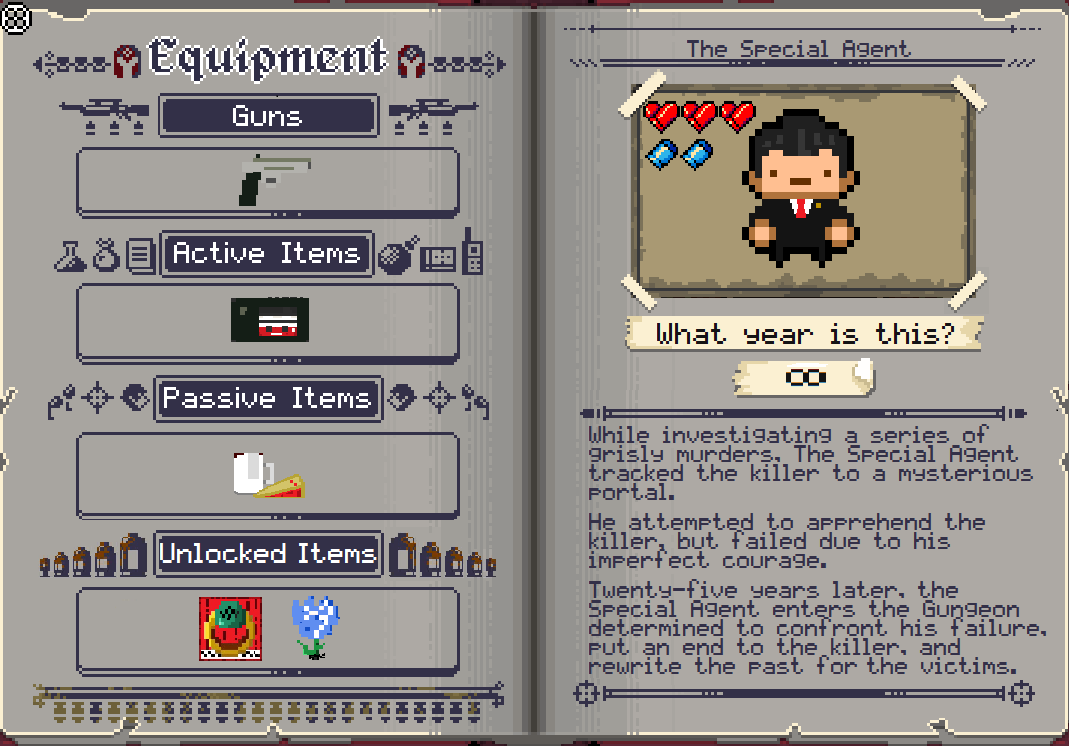 Equipment
Guns
Active Items
Passive Items
Unlocked Items
The Special Agent
What year is this?
∞
While investigating a series of
grisly murders, The Special Agent
tracked the killer to a mysterious
portal.
He attempted to apprehend the
killer, but failed due to his
imperfect courage.
Twenty-five years later, the
Special Agent enters the Gungeon
determined to confront his failure,
put an end to the killer, and
rewrite the past for the victims.